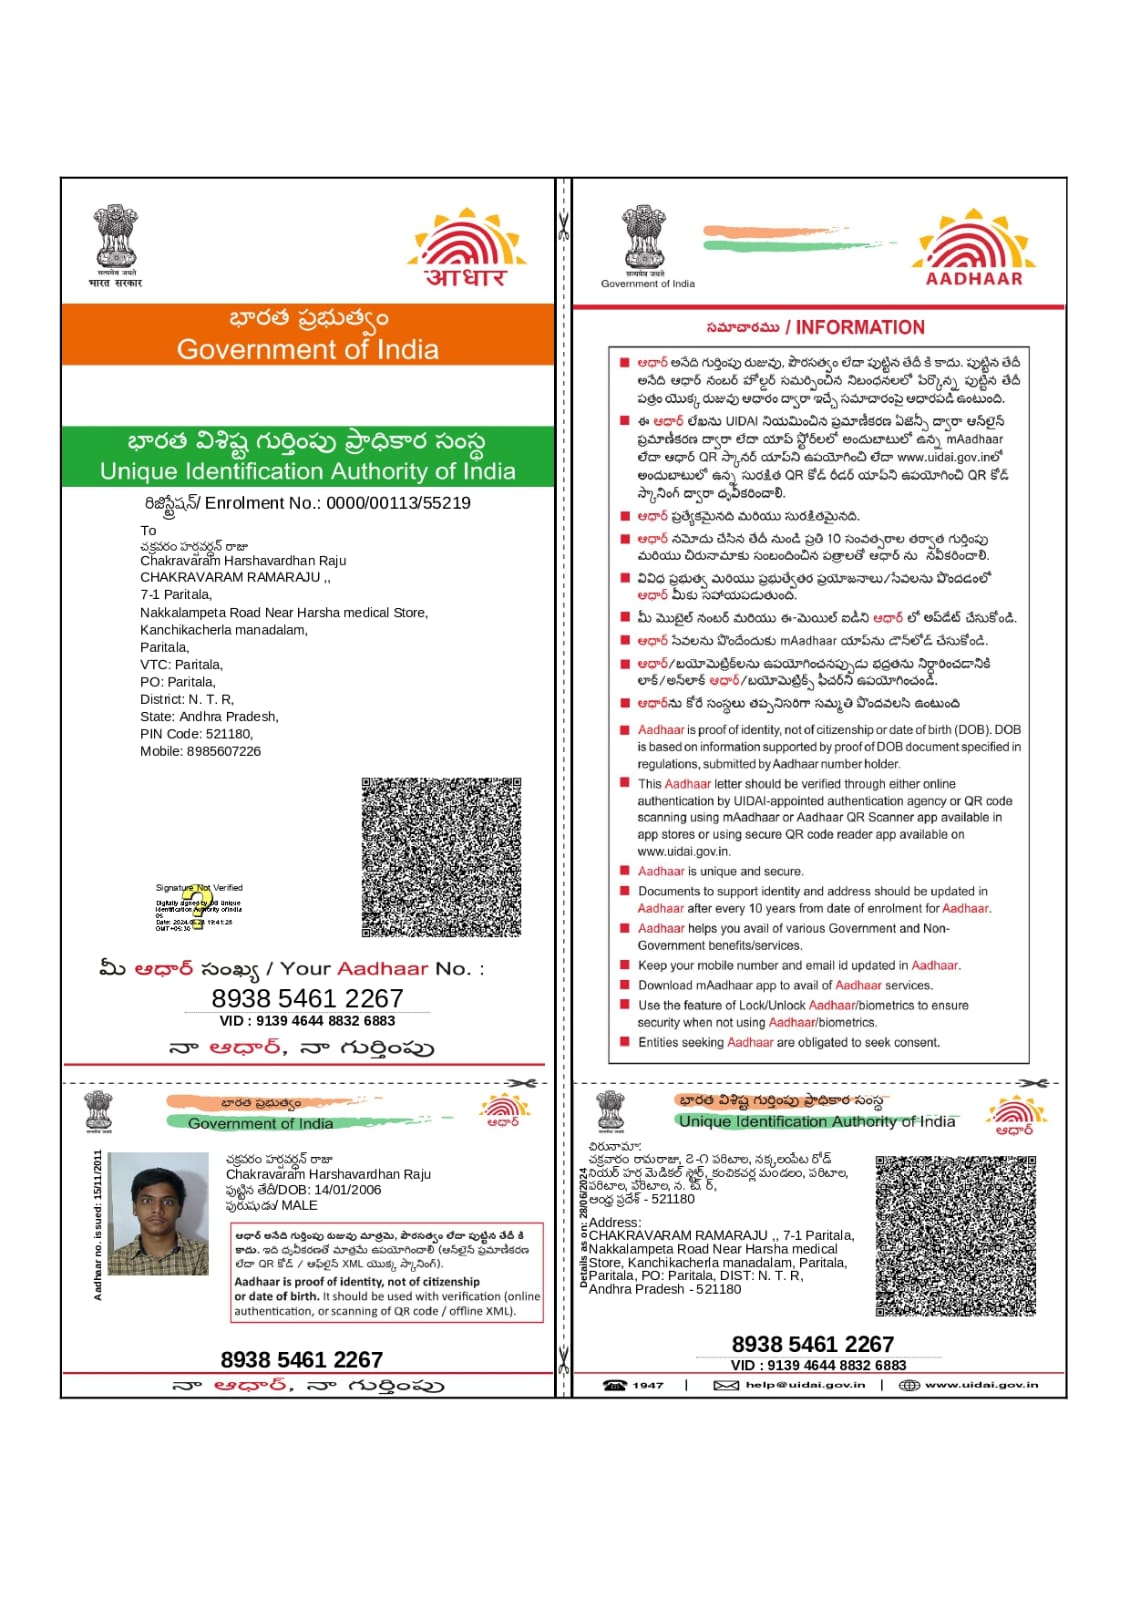 सत्यमेव जयते
भारत सरकार
आधार
భారత ప్రభుత్వం
Government of India
భారత విశిష్ట గుర్తింపు ప్రాధికార సంస్థ
Unique Identification Authority of India
రిజిస్ట్రేషన్/ Enrolment No.: 0000/00113/55219
To
చక్రవరం హర్షవర్ధన్ రాజు
Chakravaram Harshavardhan Raju
CHAKRAVARAM RAMARAJU ,,
7-1 Paritala,
Nakkalampeta Road Near Harsha medical Store,
Kanchikacherla manadalam,
Paritala,
VTC: Paritala,
PO: Paritala,
District: N. T. R,
State: Andhra Pradesh,
PIN Code: 521180,
Mobile: 8985607226
Signature Not Verified
Digitally signed by DS Unique
Identification Authority of India
05
GMT+05:30
మీ ఆధార్ సంఖ్య / Your Aadhaar No. :
8938 5461 2267
VID : 9139 4644 8832 6883
నా ఆధార్, నా గుర్తింపు
सत्यमेव जयते
Government of India
AADHAAR
సమాచారము / INFORMATION
ఆధార్ అనేది గుర్తింపు రుజువు, పౌరసత్వం లేదా పుట్టిన తేదీ కి కాదు. పుట్టిన తేదీ
అనేది ఆధార్ నంబర్ హోల్డర్ సమర్పించిన నిబంధనలలో పేర్కొన్న పుట్టిన తేదీ
పత్రం యొక్క రుజువు ఆధారం ద్వారా ఇచ్చే సమాచారంపై ఆధారపడి ఉంటుంది.
ఈ ఆధార్ లేఖను UIDAI నియమించిన ప్రమాణీకరణ ఏజెన్సీ ద్వారా ఆన్‌లైన్
ప్రమాణీకరణ ద్వారా లేదా యాప్ స్టోర్‌లలో అందుబాటులో ఉన్న mAadhaar
లేదా ఆధార్ QR స్కానర్ యాప్‌ని ఉపయోగించి లేదా www.uidai.gov.inలో
అందుబాటులో ఉన్న సురక్షిత QR కోడ్ రీడర్ యాప్‌ని ఉపయోగించి QR కోడ్
స్కానింగ్ ద్వారా ధృవీకరించాలి.
ఆధార్ ప్రత్యేకమైనది మరియు సురక్షితమైనది.
ఆధార్ నమోదు చేసిన తేదీ నుండి ప్రతి 10 సంవత్సరాల తర్వాత గుర్తింపు
మరియు చిరునామాకు సంబందించిన పత్రాలతో ఆధార్ ను నవీకరించాలి.
వివిధ ప్రభుత్వ మరియు ప్రభుత్వేతర ప్రయోజనాలు/సేవలను పొందడంలో
ఆధార్ మీకు సహాయపడుతుంది.
మీ మొబైల్ నంబర్ మరియు ఈ-మెయిల్ ఐడీని ఆధార్ లో అప్‌డేట్ చేసుకోండి.
ఆధార్ సేవలను పొందేందుకు mAadhaar యాప్‌ను డౌన్‌లోడ్ చేసుకోండి.
ఆధార్/బయోమెట్రిక్‌లను ఉపయోగించనప్పుడు భద్రతను నిర్ధారించడానికి
లాక్/అన్‌లాక్ ఆధార్/బయోమెట్రిక్స్ ఫీచర్‌ని ఉపయోగించండి.
ఆధార్‌ను కోరే సంస్థలు తప్పనిసరిగా సమ్మతి పొందవలసి ఉంటుంది
Aadhaar is proof of identity, not of citizenship or date of birth (DOB). DOB
is based on information supported by proof of DOB document specified in
regulations, submitted by Aadhaar number holder.
This Aadhaar letter should be verified through either online
authentication by UIDAI-appointed authentication agency or QR code
scanning using mAadhaar or Aadhaar QR Scanner app available in
app stores or using secure QR code reader app available on
www.uidai.gov.in.
Aadhaar is unique and secure.
Documents to support identity and address should be updated in
Aadhaar after every 10 years from date of enrolment for Aadhaar.
Aadhaar helps you avail of various Government and Non-
Government benefits/services.
Keep your mobile number and email id updated in Aadhaar.
Download mAadhaar app to avail of Aadhaar services.
Use the feature of Lock/Unlock Aadhaar/biometrics to ensure
security when not using Aadhaar/biometrics.
Entities seeking Aadhaar are obligated to seek consent.
భారత ప్రభుత్వం
Government of India
ఆధార్
Aadhaar no. issued: 15/11/2011
చక్రవరం హర్షవర్ధన్ రాజు
Chakravaram Harshavardhan Raju
పుట్టిన తేదీ/DOB: 14/01/2006
పురుషుడు/ MALE
ఆధార్ అనేది గుర్తింపు రుజువు మాత్రమే, పౌరసత్వం లేదా పుట్టిన తేదీ కి
కాదు. ఇది ధృవీకరణతో మాత్రమే ఉపయోగించాలి (ఆన్‌లైన్ ప్రమాణీకరణ
లేదా QR కోడ్ / ఆఫ్‌లైన్ XML యొక్క స్కానింగ్).
Aadhaar is proof of identity, not of citizenship
or date of birth. It should be used with verification (online
authentication, or scanning of QR code / offline XML).
8938 5461 2267
నా ఆధార్, నా గుర్తింపు
భారత విశిష్ట గుర్తింపు ప్రాధికార సంస్థ
Unique Identification Authority of India
ఆధార్
Details as on: 28/06/2024
చిరునామా:
చక్రవారం రామరాజు, ౭-౧ పరిటాల, నక్కలంపేట రోడ్
నియర్ హర్ష మెడికల్ స్టోర్, కంచికచర్ల మండలం, పరిటాల,
పరిటాల, పరిటాల, న. టి. ర్,
ఆంధ్ర ప్రదేశ్ - 521180
Address:
CHAKRAVARAM RAMARAJU ,, 7-1 Paritala,
Nakkalampeta Road Near Harsha medical
Store, Kanchikacherla manadalam, Paritala,
Paritala, PO: Paritala, DIST: N. T. R,
Andhra Pradesh - 521180
8938 5461 2267
VID : 9139 4644 8832 6883
1947 | help@uidai.gov.in | www.uidai.gov.in